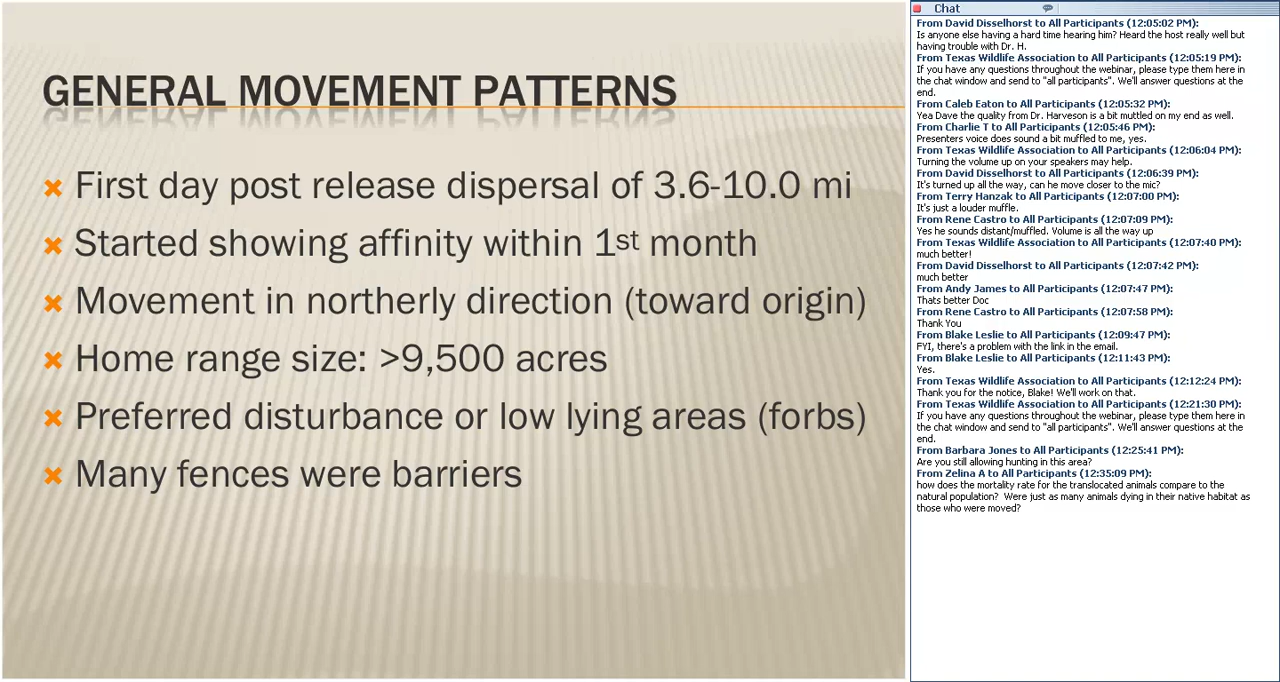 GENERAL MOVEMENT PATTERNS
First day post release dispersal of 3.6-10.0 mi
Started showing affinity within 1st month
Movement in northerly direction (toward origin)
Home range size: >9,500 acres
Preferred disturbance or low lying areas (forbs)
Many fences were barriers
Chat
From David Disselhorst to All Participants (12:05:02 PM):
Is anyone else having a hard time hearing him? Heard the host really well but
having trouble with Dr. H.
From Texas Wildlife Association to All Participants (12:05:19 PM):
If you have any questions throughout the webinar, please type them here in
the chat window and send to "all participants". We'll answer questions at the
end.
From Caleb Eaton to All Participants (12:05:32 PM):
Yea Dave the quality from Dr. Harveson is a bit muttled on my end as well.
From Charlie T to All Participants (12:05:46 PM):
Presenters voice does sound a bit muffled to me, yes.
From Texas Wildlife Association to All Participants (12:06:04 PM):
Turning the volume up on your speakers may help.
From David Disselhorst to All Participants (12:06:39 PM):
It's turned up all the way, can he move closer to the mic?
From Terry Hanzak to All Participants (12:07:00 PM):
It's just a louder muffle.
From Rene Castro to All Participants (12:07:09 PM):
Yes he sounds distant/muffled. Volume is all the way up
From Texas Wildlife Association to All Participants (12:07:40 PM):
much better!
From David Disselhorst to All Participants (12:07:42 PM):
much better
From Andy James to All Participants (12:07:47 PM):
Thats better Doc
From Rene Castro to All Participants (12:07:58 PM):
Thank You
From Blake Leslie to All Participants (12:09:47 PM):
FYI, there's a problem with the link in the email.
From Blake Leslie to All Participants (12:11:43 PM):
Yes.
From Texas Wildlife Association to All Participants (12:12:24 PM):
Thank you for the notice, Blake! We'll work on that.
From Texas Wildlife Association to All Participants (12:21:30 PM):
If you have any questions throughout the webinar, please type them here in
the chat window and send to "all participants". We'll answer questions at the
end.
From Barbara Jones to All Participants (12:25:41 PM):
Are you still allowing hunting in this area?
From Zelina A to All Participants (12:35:09 PM):
how does the mortality rate for the translocated animals compare to the
natural population? Were just as many animals dying in their native habitat as
those who were moved?